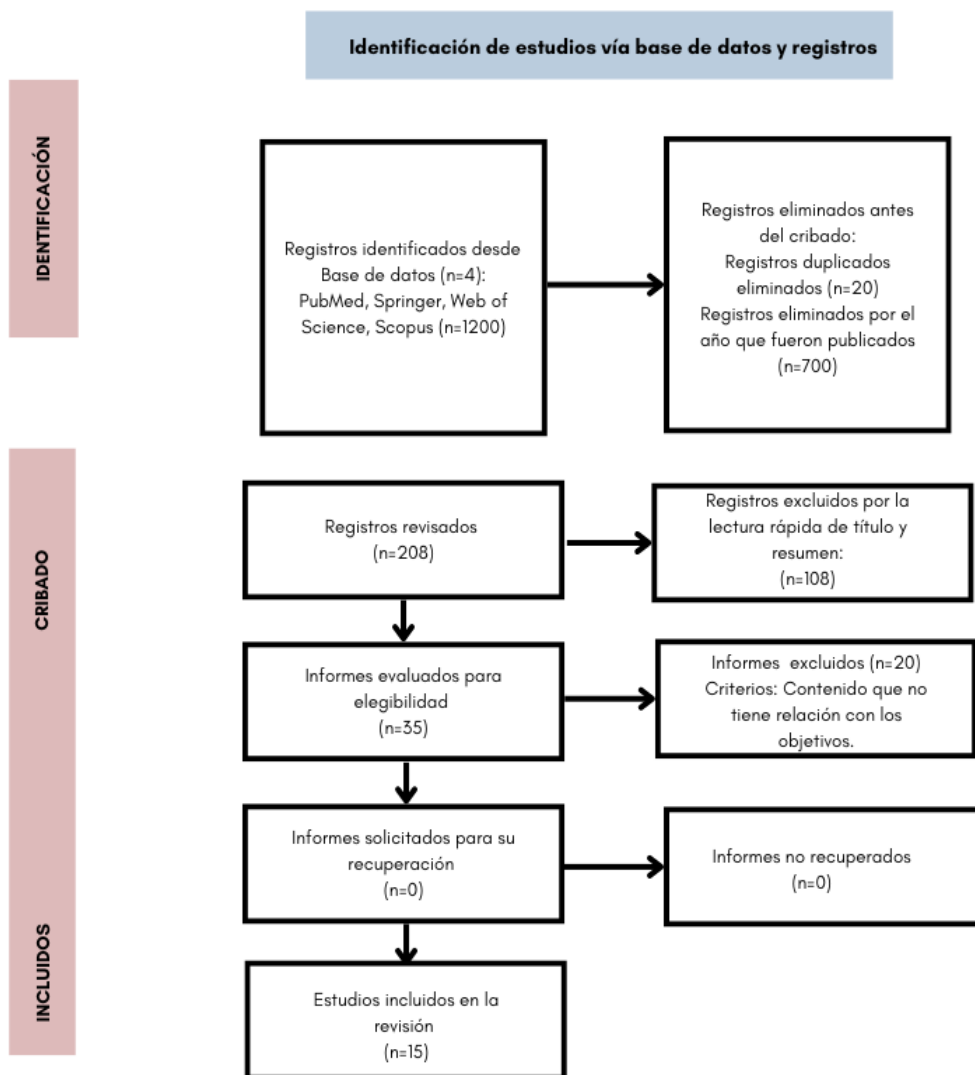 Identificación de estudios vía base de datos y registros
IDENTIFICACIÓN
Registros identificados desde
Base de datos (n=4):
PubMed, Springer, Web of
Science, Scopus (n=1200)
Registros eliminados antes
del cribado:
Registros duplicados
eliminados (n=20)
Registros eliminados por el
año que fueron publicados
(n=700)
CRIBADO
Registros revisados
(n=208)
Registros excluidos por la
lectura rápida de título y
resumen:
(n=108)
Informes evaluados para
elegibilidad
(n=35)
Informes excluidos (n=20)
Criterios: Contenido que no
tiene relación con los
objetivos.
Informes solicitados para su
recuperación
(n=0)
Informes no recuperados
(n=0)
INCLUIDOS
Estudios incluidos en la
revisión
(n=15)